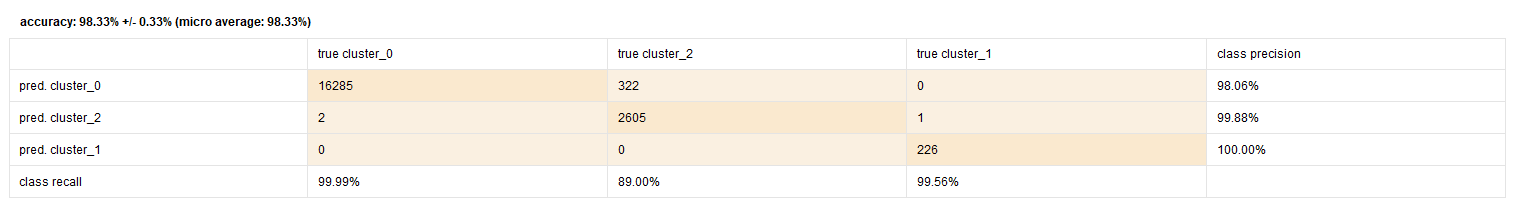 accuracy: 98.33% +/- 0.33% (micro average: 98.33%)
true cluster_0 true cluster_2 true cluster_1 class precision
pred. cluster_0 16285 322 0 98.06%
pred. cluster_2 2 2605 1 99.88%
pred. cluster_1 0 0 226 100.00%
class recall 99.99% 89.00% 99.56%